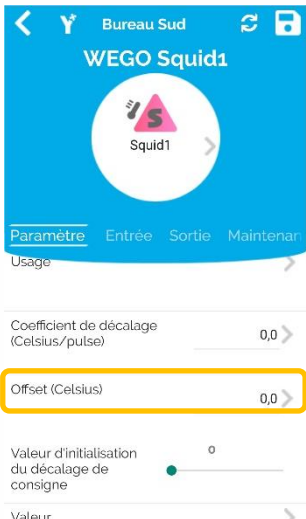 Bureau Sud
WEGO Squid1
S
Squid1
Paramètre Entrée Sortie Maintenan
Usage
Coefficient de décalage
(Celsius/pulse)
0,0
Offset (Celsius)
0,0
Valeur d'initialisation
du décalage de
consigne
0
Valeur